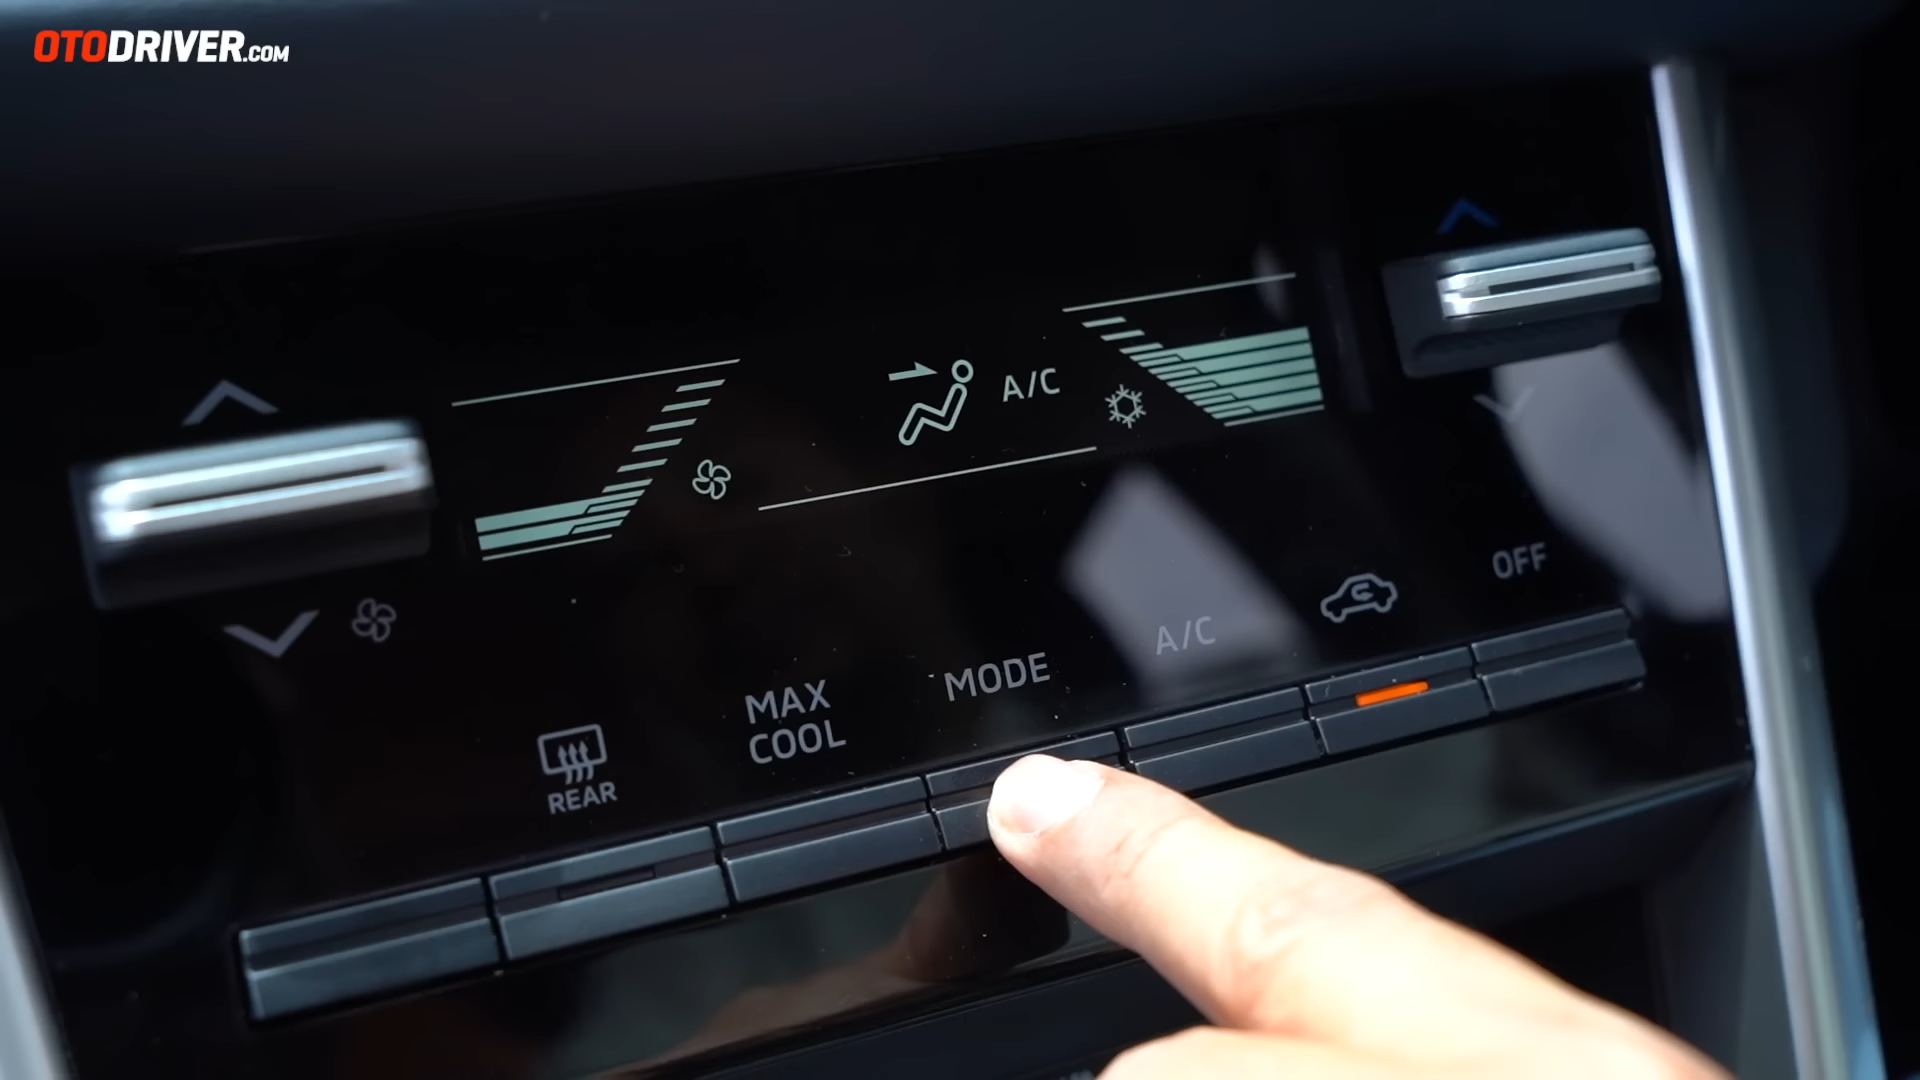 OTODRIVER.COM
A/C
OFF
A/C
MODE
MAX
COOL
REAR